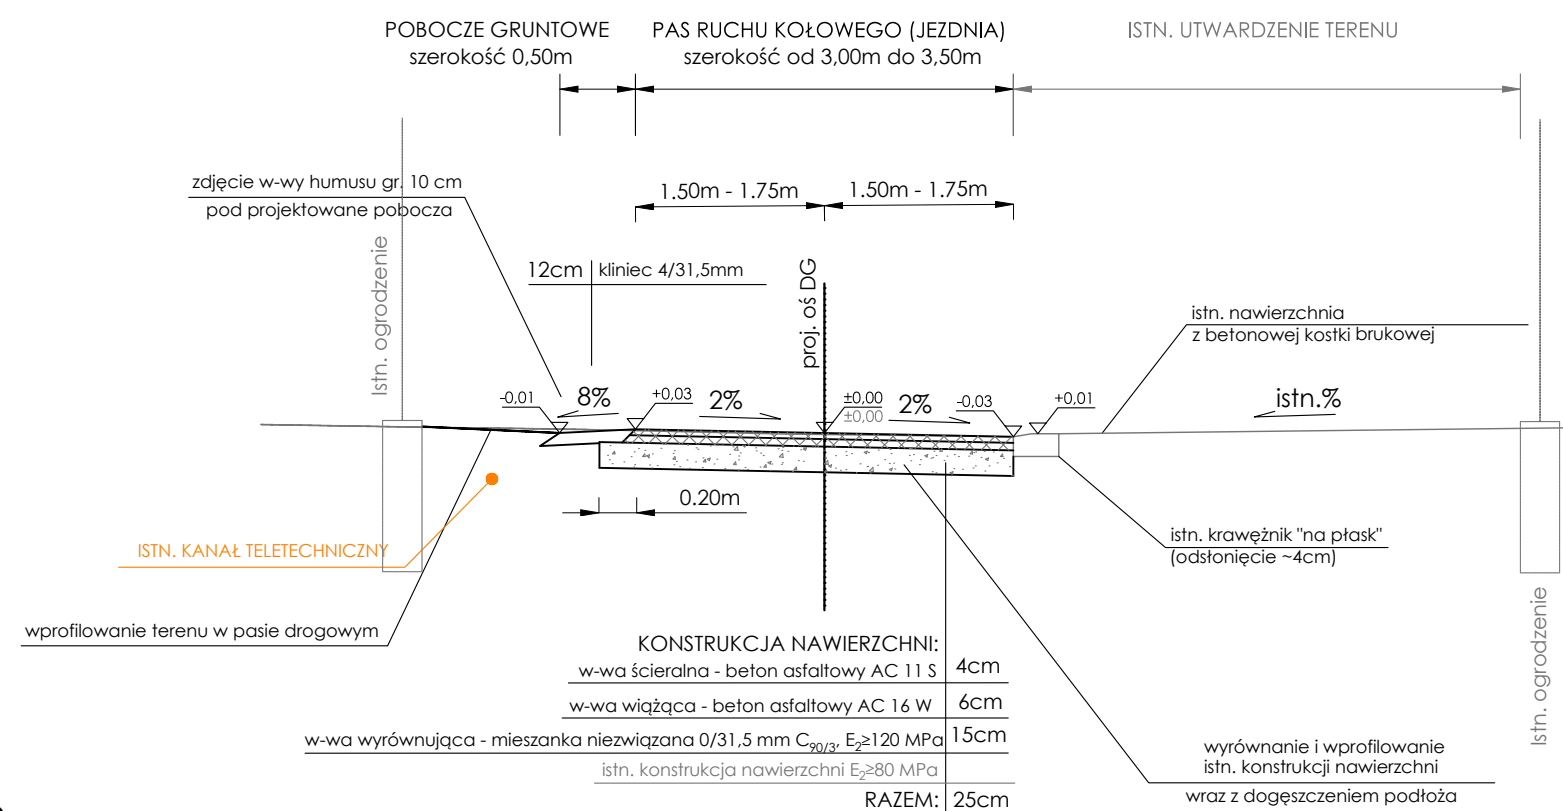 POBOCZE GRUNTOWE
szerokość 0,50m
PAS RUCHU KOŁOWEGO (JEZDNIA)
szerokość od 3,00m do 3,50m
ISTN. UTWARDZENIE TERENU
zdjęcie w-wy humusu gr. 10 cm
pod projektowane pobocza
1.50m - 1.75m
1.50m - 1.75m
Istn. ogrodzenie
12cm
kliniec 4/31,5mm
proj. oś DG
istn. nawierzchnia
z betonowej kostki brukowej
-0,01
8%
+0,03
2%
±0,00
±0,00
2%
-0,03
+0,01
istn.%
0.20m
ISTN. KANAŁ TELETECHNICZNY
istn. krawężnik "na płask"
(odsłonięcie ~4cm)
wprofilowanie terenu w pasie drogowym
Istn. ogrodzenie
KONSTRUKCJA NAWIERZCHNI:
w-wa ścieralna - beton asfaltowy AC 11 S 4cm
w-wa wiążąca - beton asfaltowy AC 16 W 6cm
w-wa wyrównująca - mieszanka niezwiązana 0/31,5 mm C90/3, E2≥120 MPa 15cm
istn. konstrukcja nawierzchni E2≥80 MPa
RAZEM: 25cm
wyrównanie i wprofilowanie
istn. konstrukcji nawierzchni
wraz z dogęszczeniem podłoża